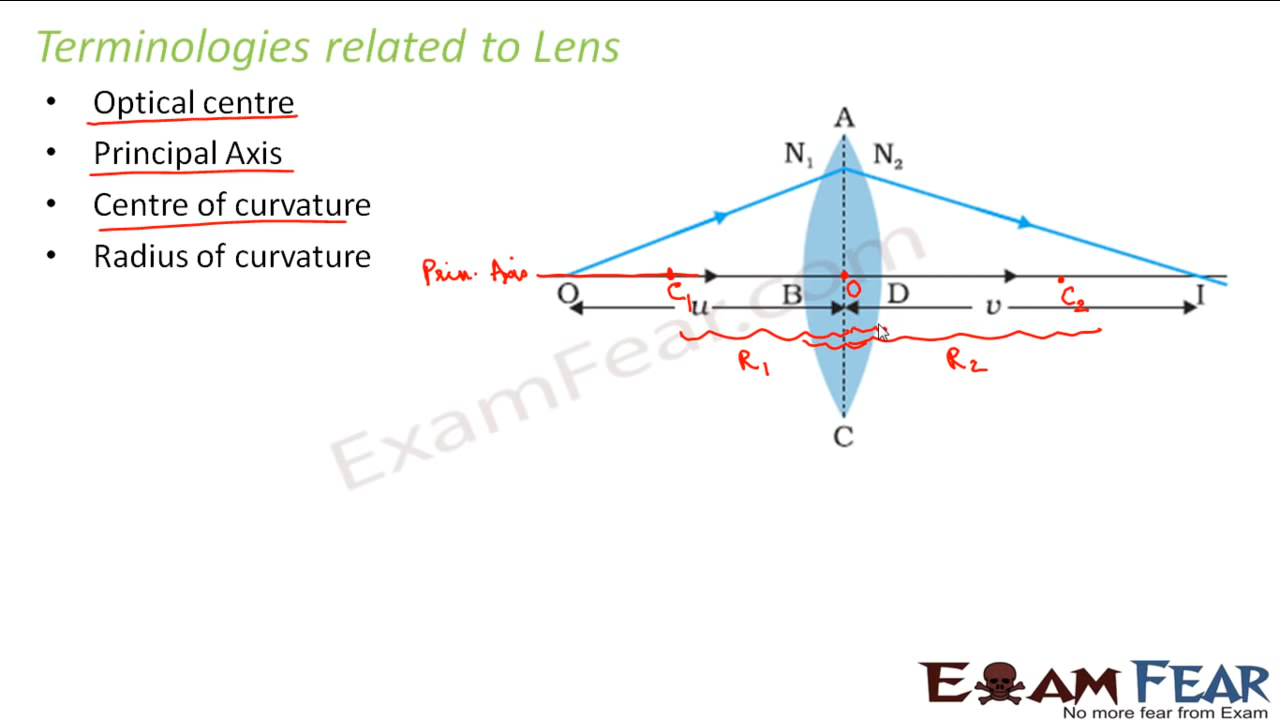 Terminologies related to Lens
• Optical centre
• Principal Axis
• Centre of curvature
• Radius of curvature
A
N₁ N₂
Prin. Axis
O C₁ B O D C₂ I
u v
R₁ R₂
C
ExamFear.com
EXAM FEAR
No more fear from Exam